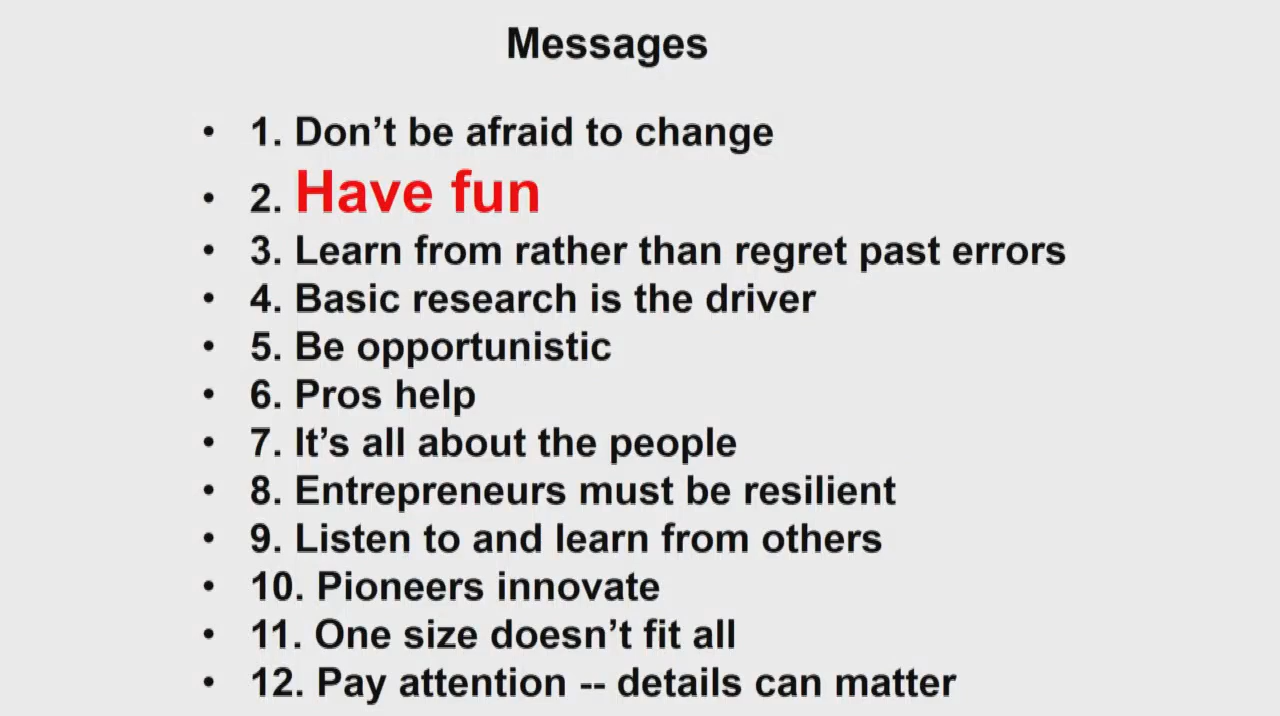 Messages
• 1. Don’t be afraid to change
• 2. Have fun
• 3. Learn from rather than regret past errors
• 4. Basic research is the driver
• 5. Be opportunistic
• 6. Pros help
• 7. It’s all about the people
• 8. Entrepreneurs must be resilient
• 9. Listen to and learn from others
• 10. Pioneers innovate
• 11. One size doesn’t fit all
• 12. Pay attention -- details can matter